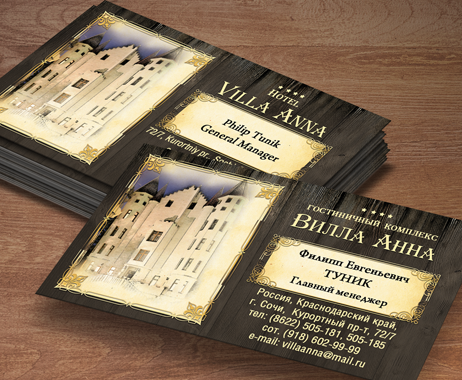 ★★★★
Hotel
Villa Anna
Philip Tunik
General Manager
72/7, Kurortniy pr.,
★★★★
гостиничный комплекс
Вилла Анна
Филипп Евгеньевич
ТУНИК
Главный менеджер
Россия, Краснодарский край,
г. Сочи, Курортный пр-т, 72/7
тел: (8622) 505-181, 505-185
сот. (918) 602-99-99
e-mail: villaanna@mail.ru